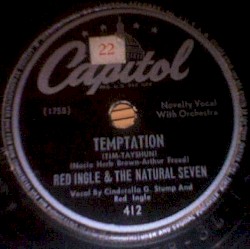 22
Capitol
(1755)
Novelty Vocal
With Orchestra
TEMPTATION
(TIM-TAYSHUN)
(Nacio Herb Brown-Arthur Freed)
RED INGLE & THE NATURAL SEVEN
Vocal By Cinderella G. Stump And
Red Ingle
412